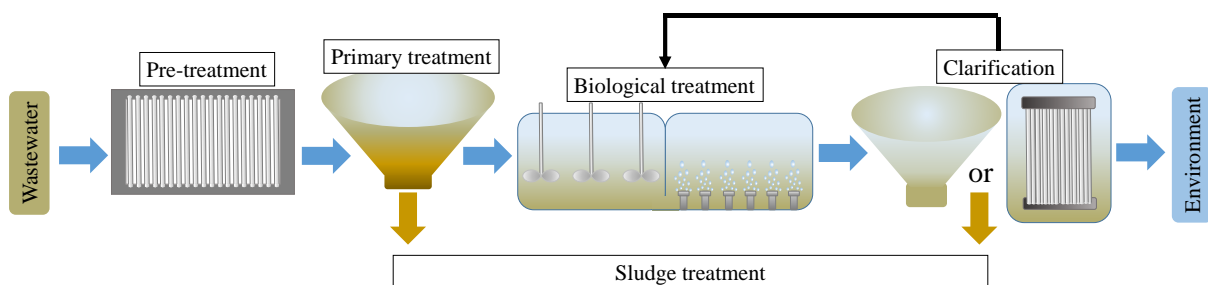 Wastewater
Pre-treatment
Primary treatment
Biological treatment
Clarification
or
Environment
Sludge treatment